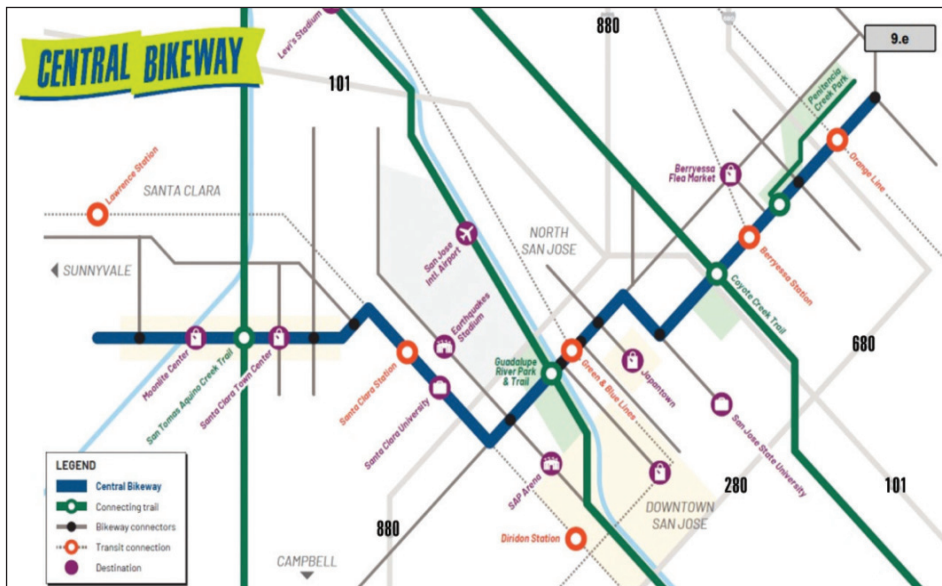 CENTRAL BIKEWAY
Levi's Stadium
101
880
9.e
Penitencia
Creek Park
Orange Line
Berryessa
Flea Market
Lawrence Station
SANTA CLARA
SUNNYVALE
San Jose
Intl. Airport
NORTH
SAN JOSE
Berryessa Station
Coyote Creek Trail
Earthquakes
Stadium
Moonlite Center
San Tomas Aquino Creek Trail
Santa Clara Town Center
Santa Clara Station
Santa Clara University
Guadalupe
River Park
& Trail
Green & Blue Lines
Japantown
San Jose State University
680
SAP Arena
280
101
DOWNTOWN
SAN JOSE
880
Diridon Station
CAMPBELL
LEGEND
Central Bikeway
Connecting trail
Bikeway connectors
Transit connection
Destination